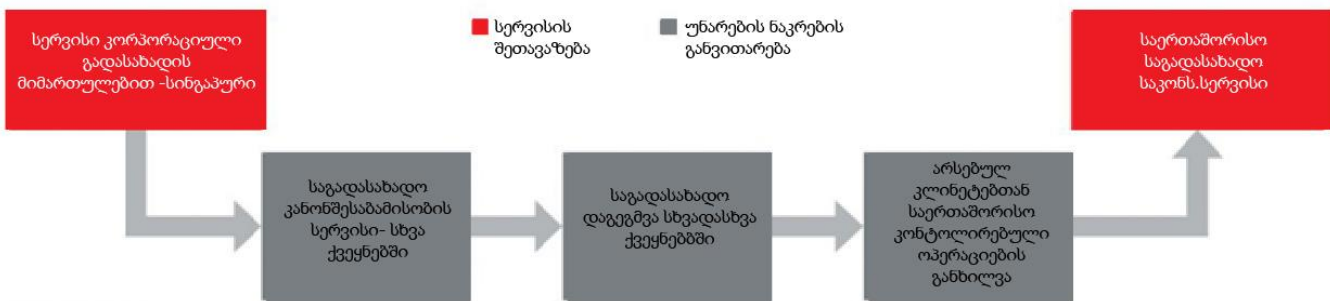 სერვისი კორპორაციული
გადასახადის
მიმართულებით -სინგაპური
სერვისის
შეთავაზება
უნარების ნაკრების
განვითარება
საერთაშორისო
საგადასახადო
საკონს.სერვისი
საგადასახადო
კანონშესაბამისობის
სერვისი- სხვა
ქვეყნებში
საგადასახადო
დაგეგმვა სხვადასხვა
ქვეყნებბში
არსებულ
კლინეტებთან
საერთაშორისო
კონტოლირებული
ოპერაციების
განხილვა